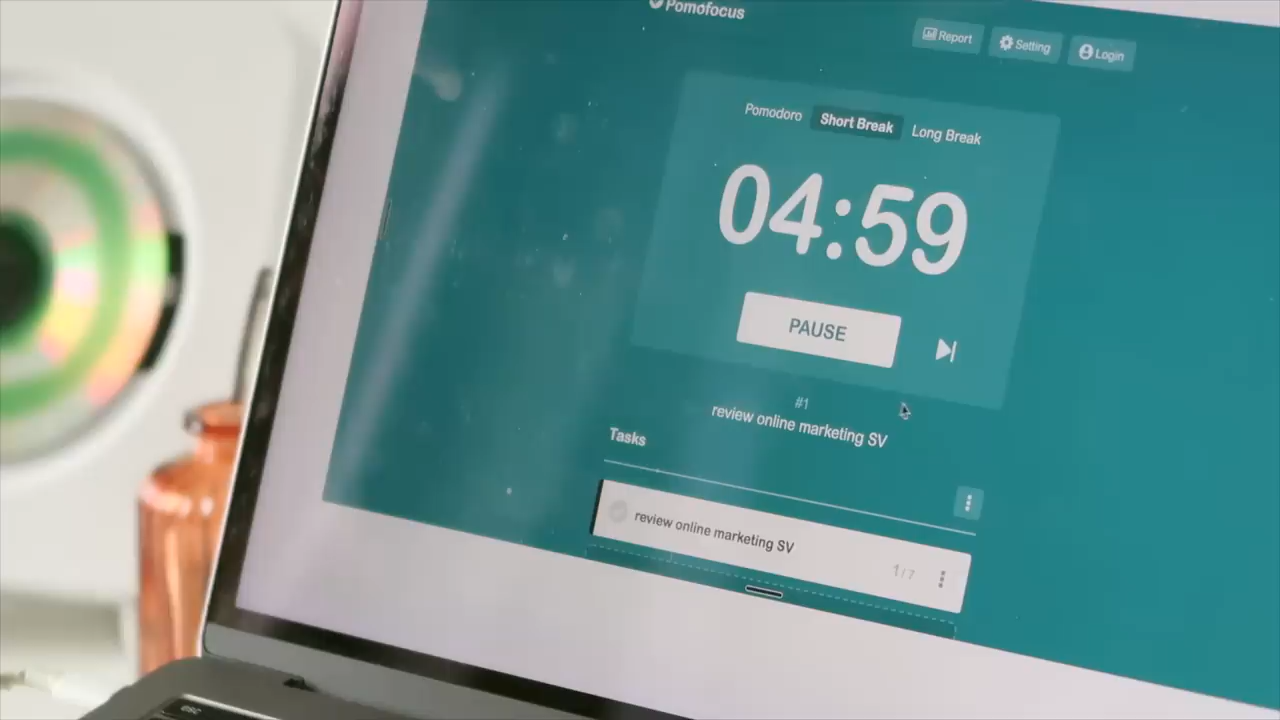 Pomofocus
Report
Setting
Login
Pomodoro
Short Break
Long Break
04:59
PAUSE
#1
review online marketing SV
Tasks
review online marketing SV
1/7
esc